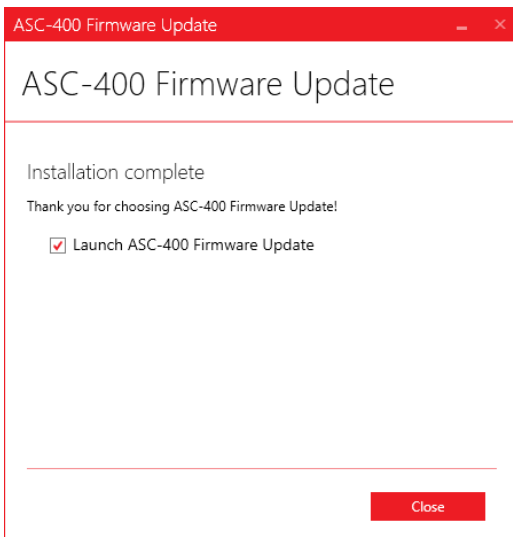 ASC-400 Firmware Update
ASC-400 Firmware Update
Installation complete
Thank you for choosing ASC-400 Firmware Update!
Launch ASC-400 Firmware Update
Close